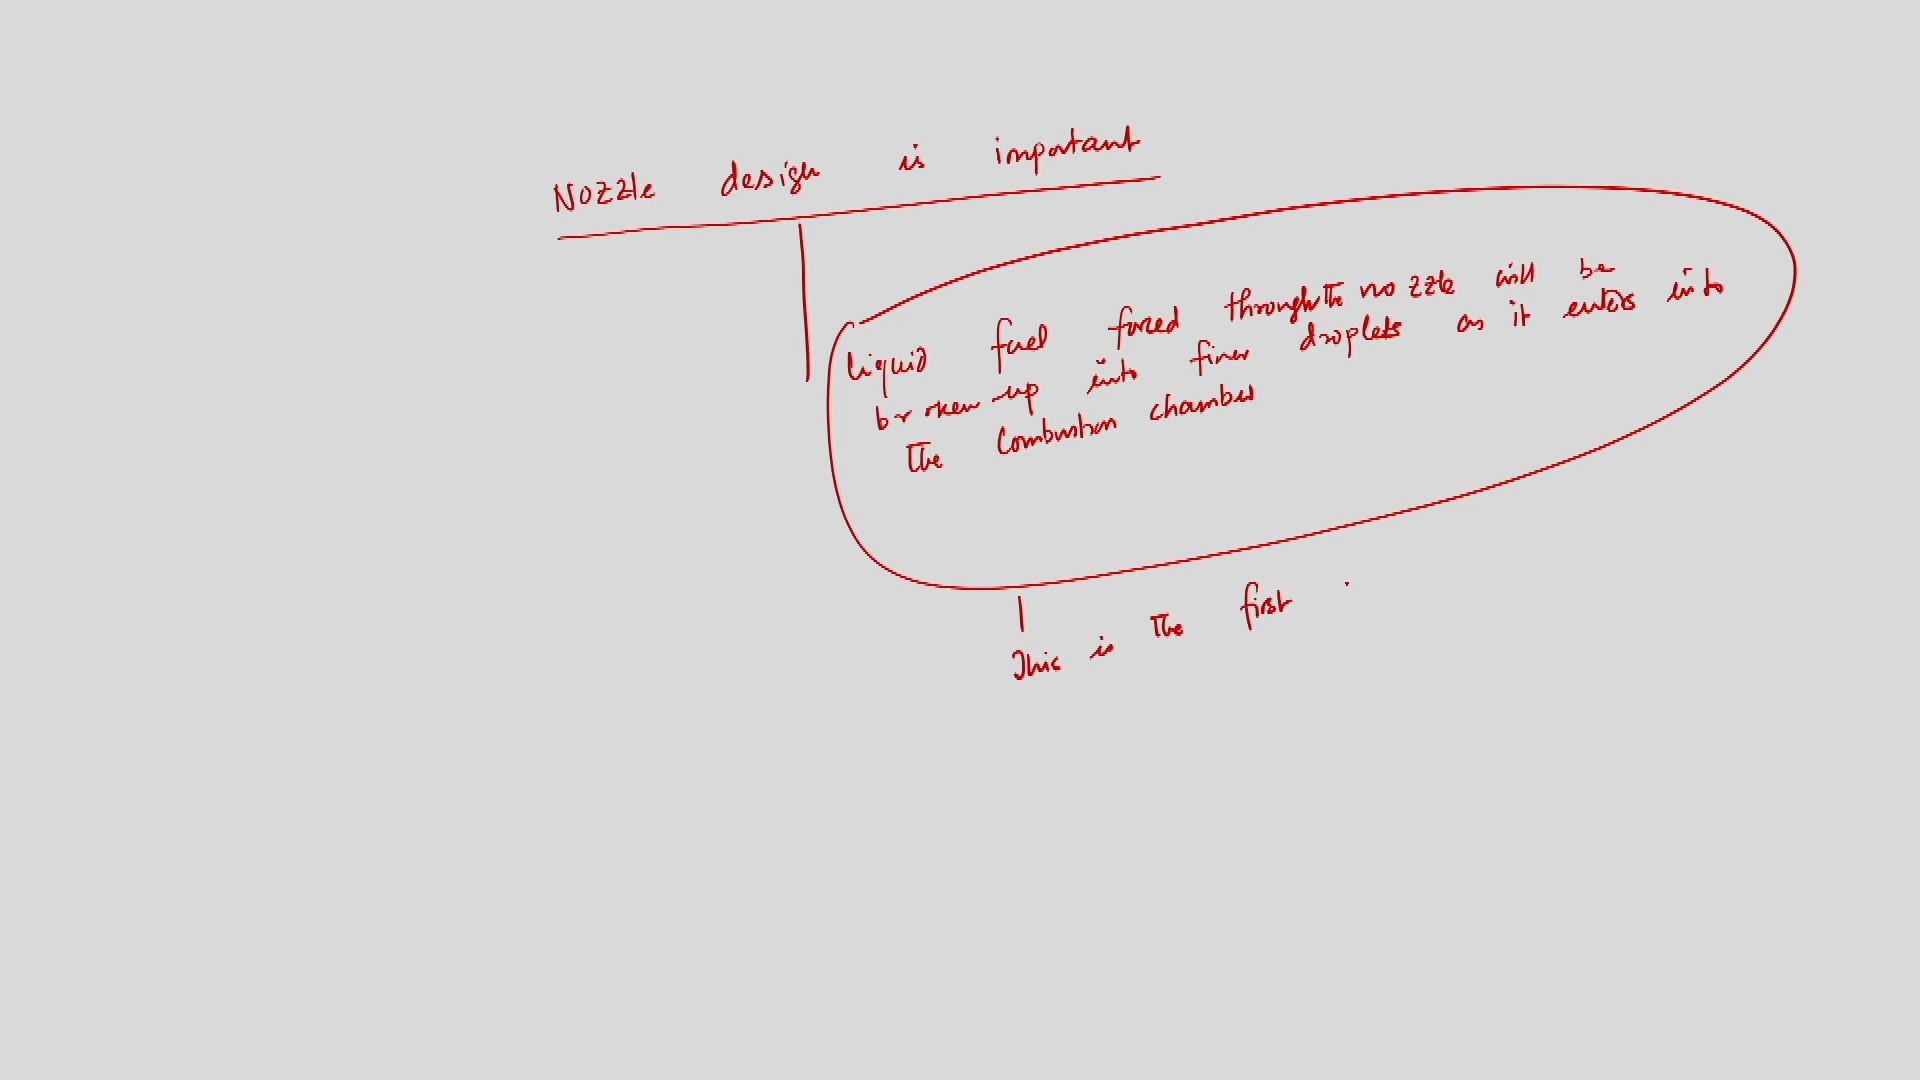 Nozzle design is important
Liquid fuel forced through the nozzle will be
broken up into finer droplets as it enters into
the combustion chamber
This is the first